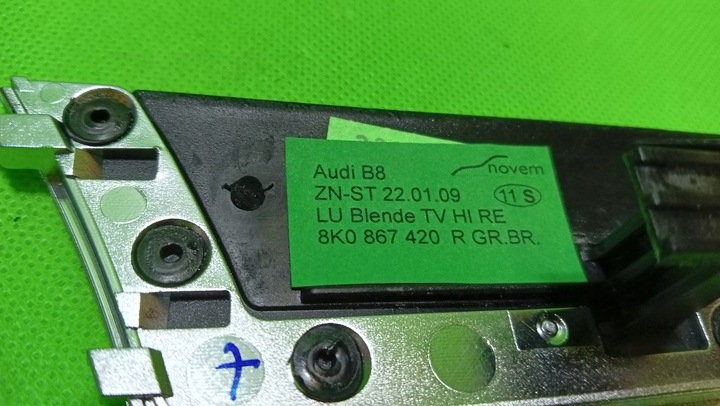 Audi B8 novem
ZN-ST 22.01.09 11 S
LU Blende TV HI RE
8K0 867 420 R GR.BR.